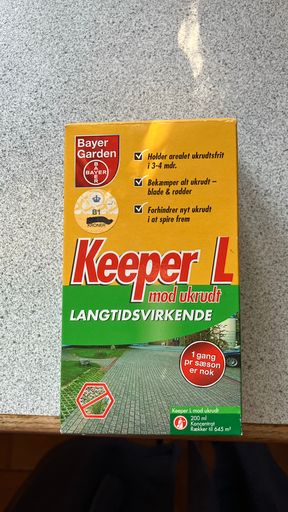 Bayer
Garden
BAYER
BAYER
B1
Holder arealet ukrudtsfrit
i 3-4 mdr.
Bekæmper alt ukrudt –
blade & rødder
Forhindrer nyt ukrudt
i at spire frem
Keeper L
mod ukrudt
LANGTIDSVIRKENDE
1 gang
pr sæson
er nok
Keeper L mod ukrudt
200 ml
Koncentrat
Rækker til 645 m²